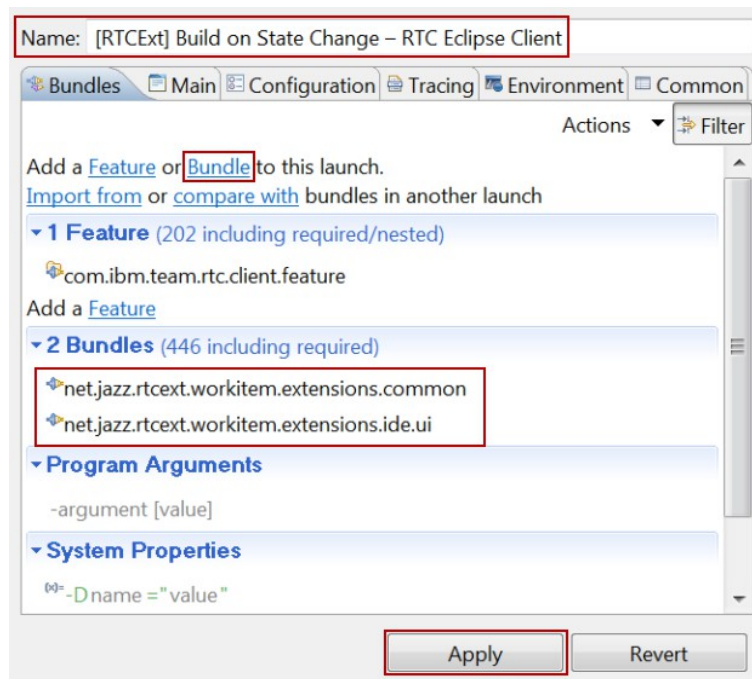 Name: [RTCExt] Build on State Change – RTC Eclipse Client
Bundles Main Configuration Tracing Environment Common
Actions Filter
Add a Feature or Bundle to this launch.
Import from or compare with bundles in another launch
1 Feature (202 including required/nested)
com.ibm.team.rtc.client.feature
Add a Feature
2 Bundles (446 including required)
net.jazz.rtcext.workitem.extensions.common
net.jazz.rtcext.workitem.extensions.ide.ui
Program Arguments
-argument [value]
System Properties
(x)= -Dname ="value"
Apply Revert